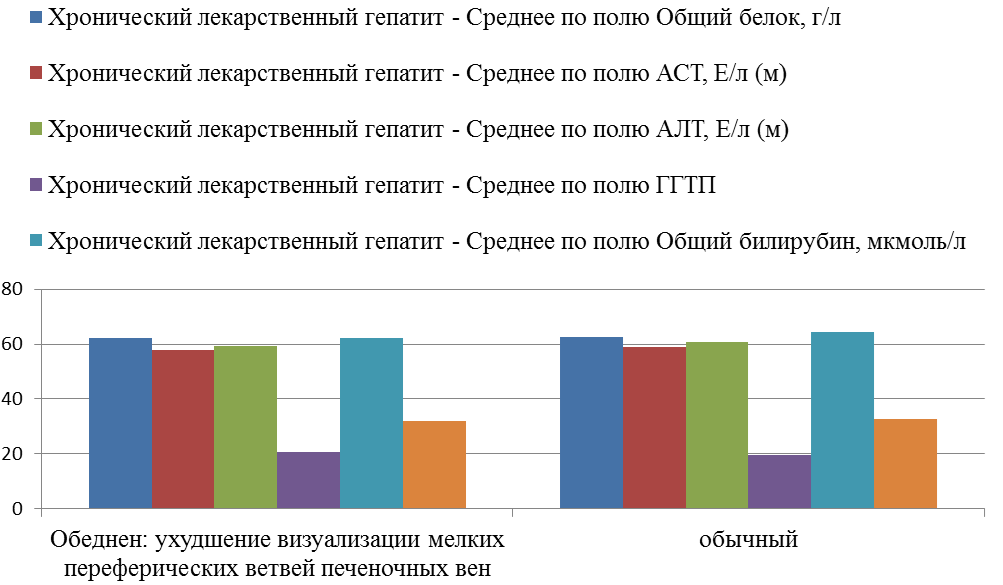 Хронический лекарственный гепатит - Среднее по полю Общий белок, г/л
Хронический лекарственный гепатит - Среднее по полю АСТ, Е/л (м)
Хронический лекарственный гепатит - Среднее по полю АЛТ, Е/л (м)
Хронический лекарственный гепатит - Среднее по полю ГГТП
Хронический лекарственный гепатит - Среднее по полю Общий билирубин, мкмоль/л
80
60
40
20
0
Обеднен: ухудшение визуализации мелких
переферических ветвей печеночных вен
обычный